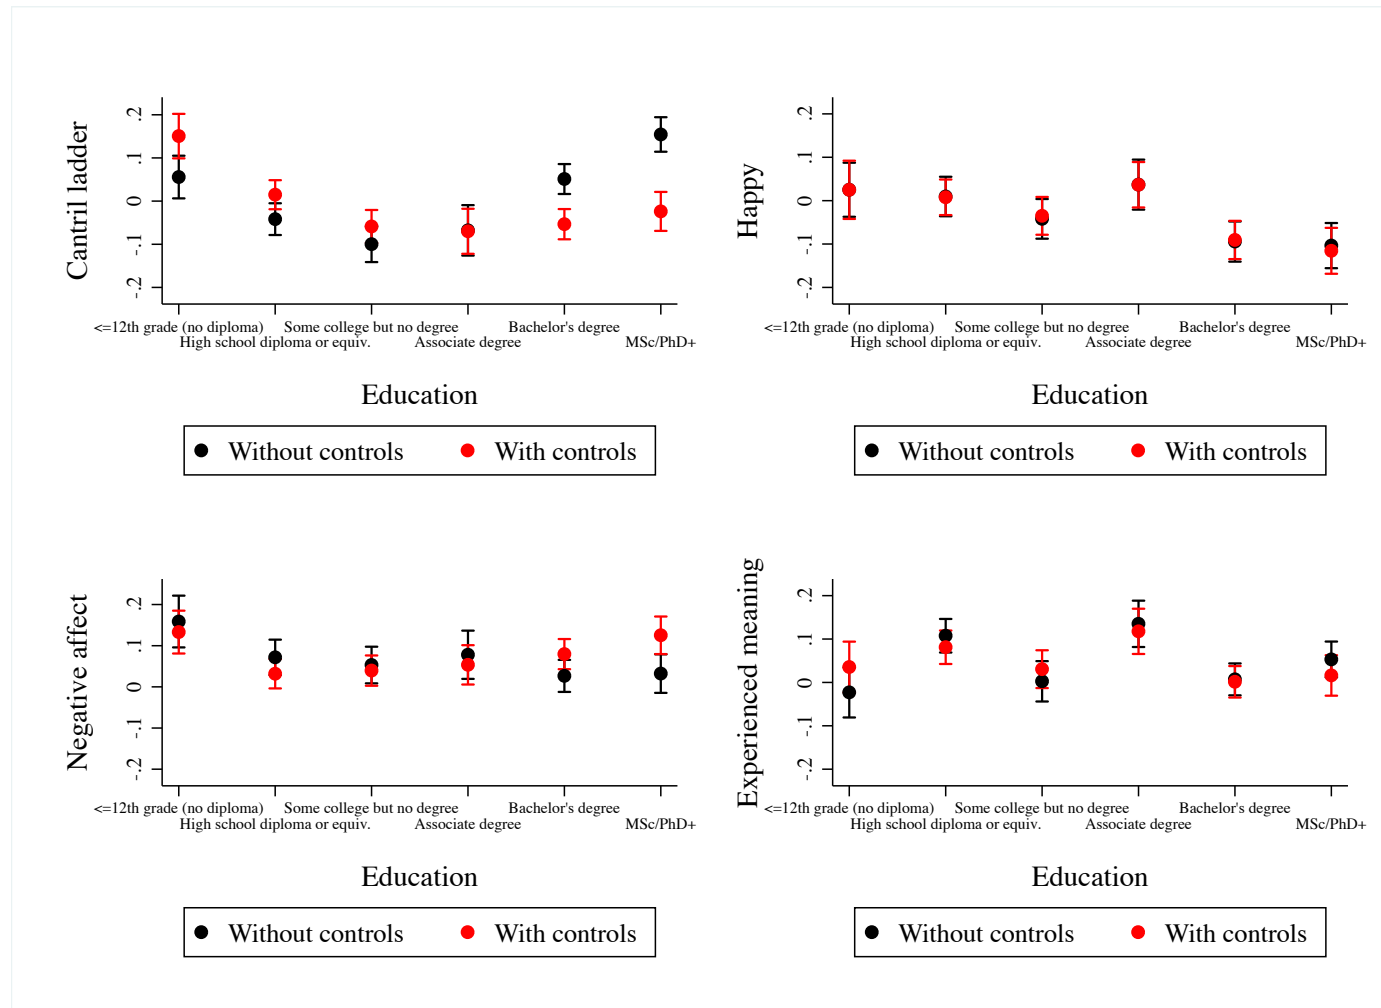 Cantril ladder
.2
.1
0
-.1
-.2
<=12th grade (no diploma) Some college but no degree Bachelor's degree
High school diploma or equiv. Associate degree MSc/PhD+
Education
Without controls With controls
Happy
.2
.1
0
-.1
-.2
<=12th grade (no diploma) Some college but no degree Bachelor's degree
High school diploma or equiv. Associate degree MSc/PhD+
Education
Without controls With controls
Negative affect
.2
.1
0
-.1
-.2
<=12th grade (no diploma) Some college but no degree Bachelor's degree
High school diploma or equiv. Associate degree MSc/PhD+
Education
Without controls With controls
Experienced meaning
.2
.1
0
-.1
-.2
<=12th grade (no diploma) Some college but no degree Bachelor's degree
High school diploma or equiv. Associate degree MSc/PhD+
Education
Without controls With controls